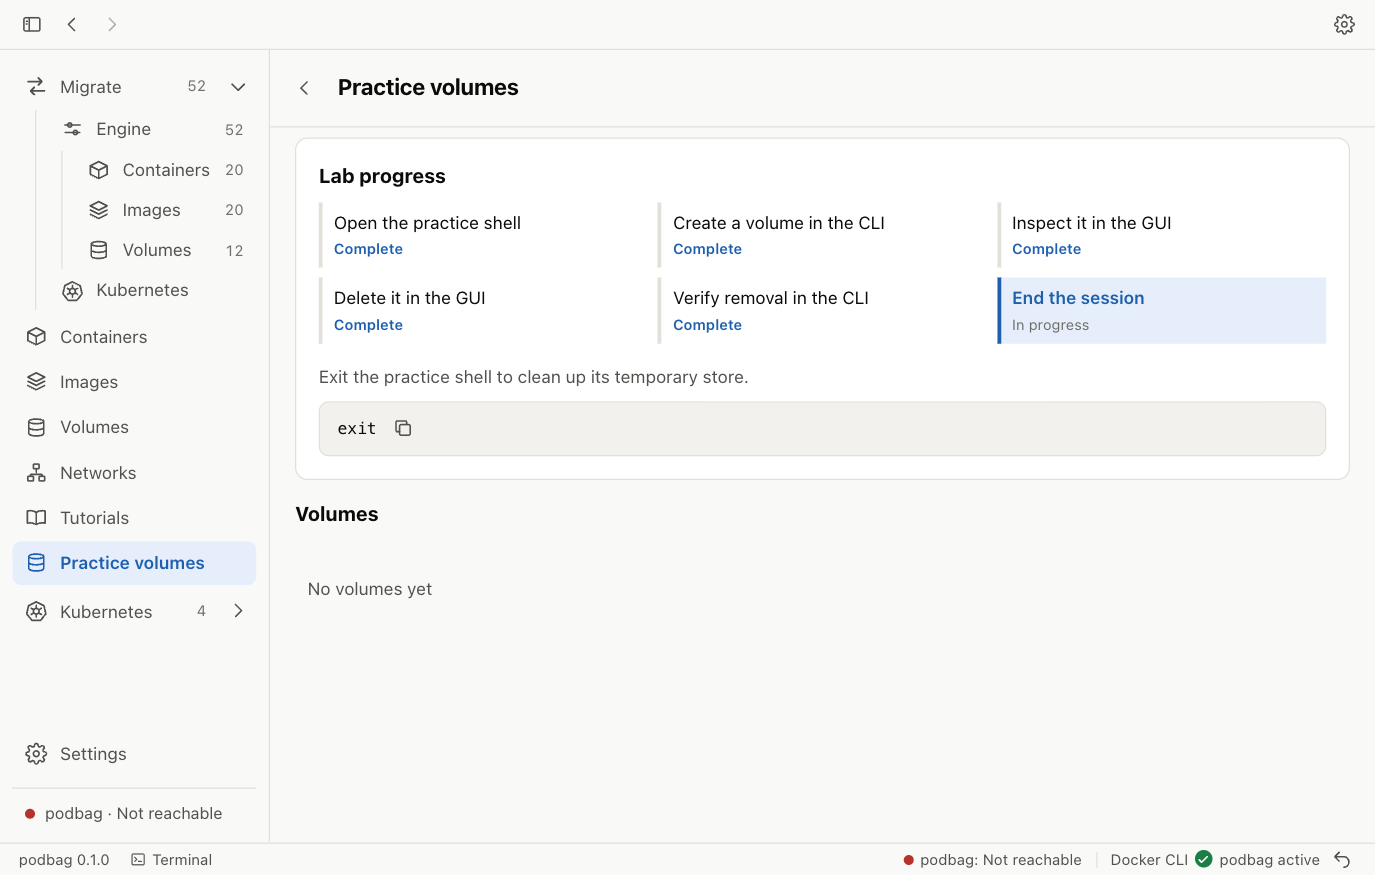 Migrate 52
Engine 52
Containers 20
Images 20
Volumes 12
Kubernetes
Containers
Images
Volumes
Networks
Tutorials
Practice volumes
Kubernetes 4
Settings
podbag · Not reachable
Practice volumes
Lab progress
Open the practice shell
Complete
Create a volume in the CLI
Complete
Inspect it in the GUI
Complete
Delete it in the GUI
Complete
Verify removal in the CLI
Complete
End the session
In progress
Exit the practice shell to clean up its temporary store.
exit
Volumes
No volumes yet
podbag 0.1.0 Terminal podbag: Not reachable Docker CLI podbag active